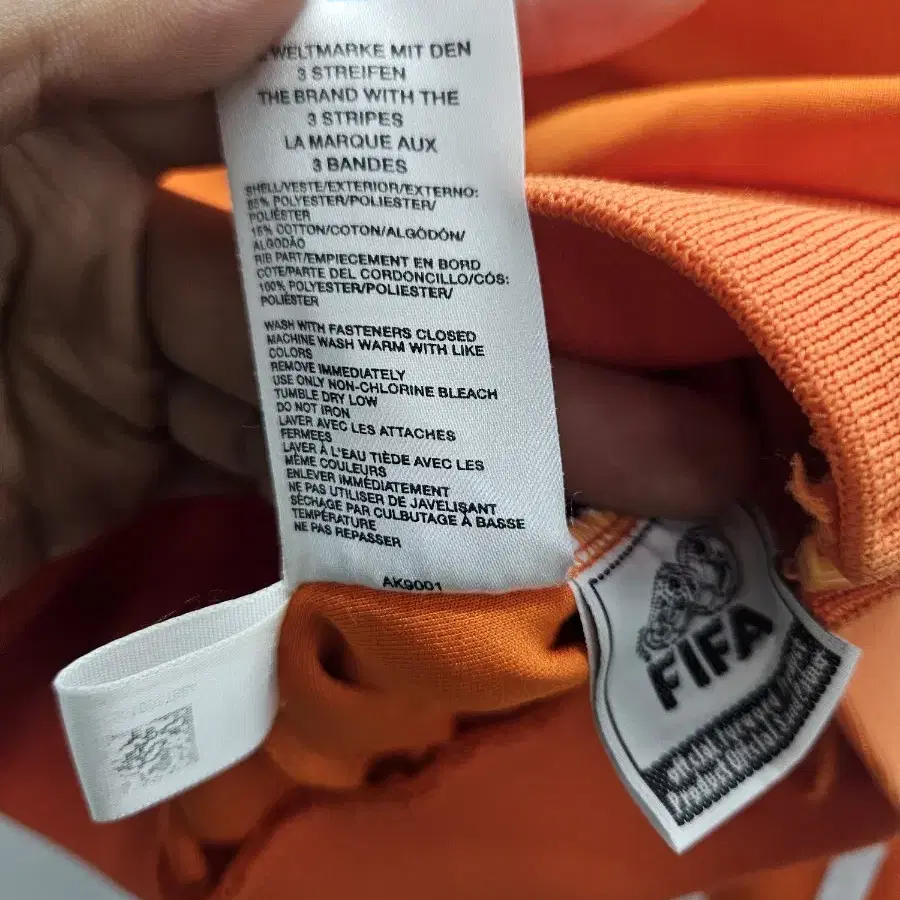 WELTMARKE MIT DEN
3 STREIFEN
THE BRAND WITH THE
3 STRIPES
LA MARQUE AUX
3 BANDES
SHELL/VESTE/EXTERIOR/EXTERNO:
85% POLYESTER/POLIESTER/
POLIÉSTER
15% COTTON/COTON/ALGÓDÓN/
ALGODÃO
RIB PART/EMPIECEMENT EN BORD
COTE/PARTE DEL CORDONCILLO/CÓS:
100% POLYESTER/POLIESTER/
POLIÉSTER
WASH WITH FASTENERS CLOSED
MACHINE WASH WARM WITH LIKE
COLORS
REMOVE IMMEDIATELY
USE ONLY NON-CHLORINE BLEACH
TUMBLE DRY LOW
DO NOT IRON
LAVER AVEC LES ATTACHES
FERMEES
LAVER À L'EAU TIÈDE AVEC LES
MÊME COULEURS
ENLEVER IMMÉDIATEMENT
NE PAS UTILISER DE JAVELISANT
SÉCHAGE PAR CULBUTAGE À BASSE
TEMPÉRATURE
NE PAS REPASSER
AK9001
FIFA